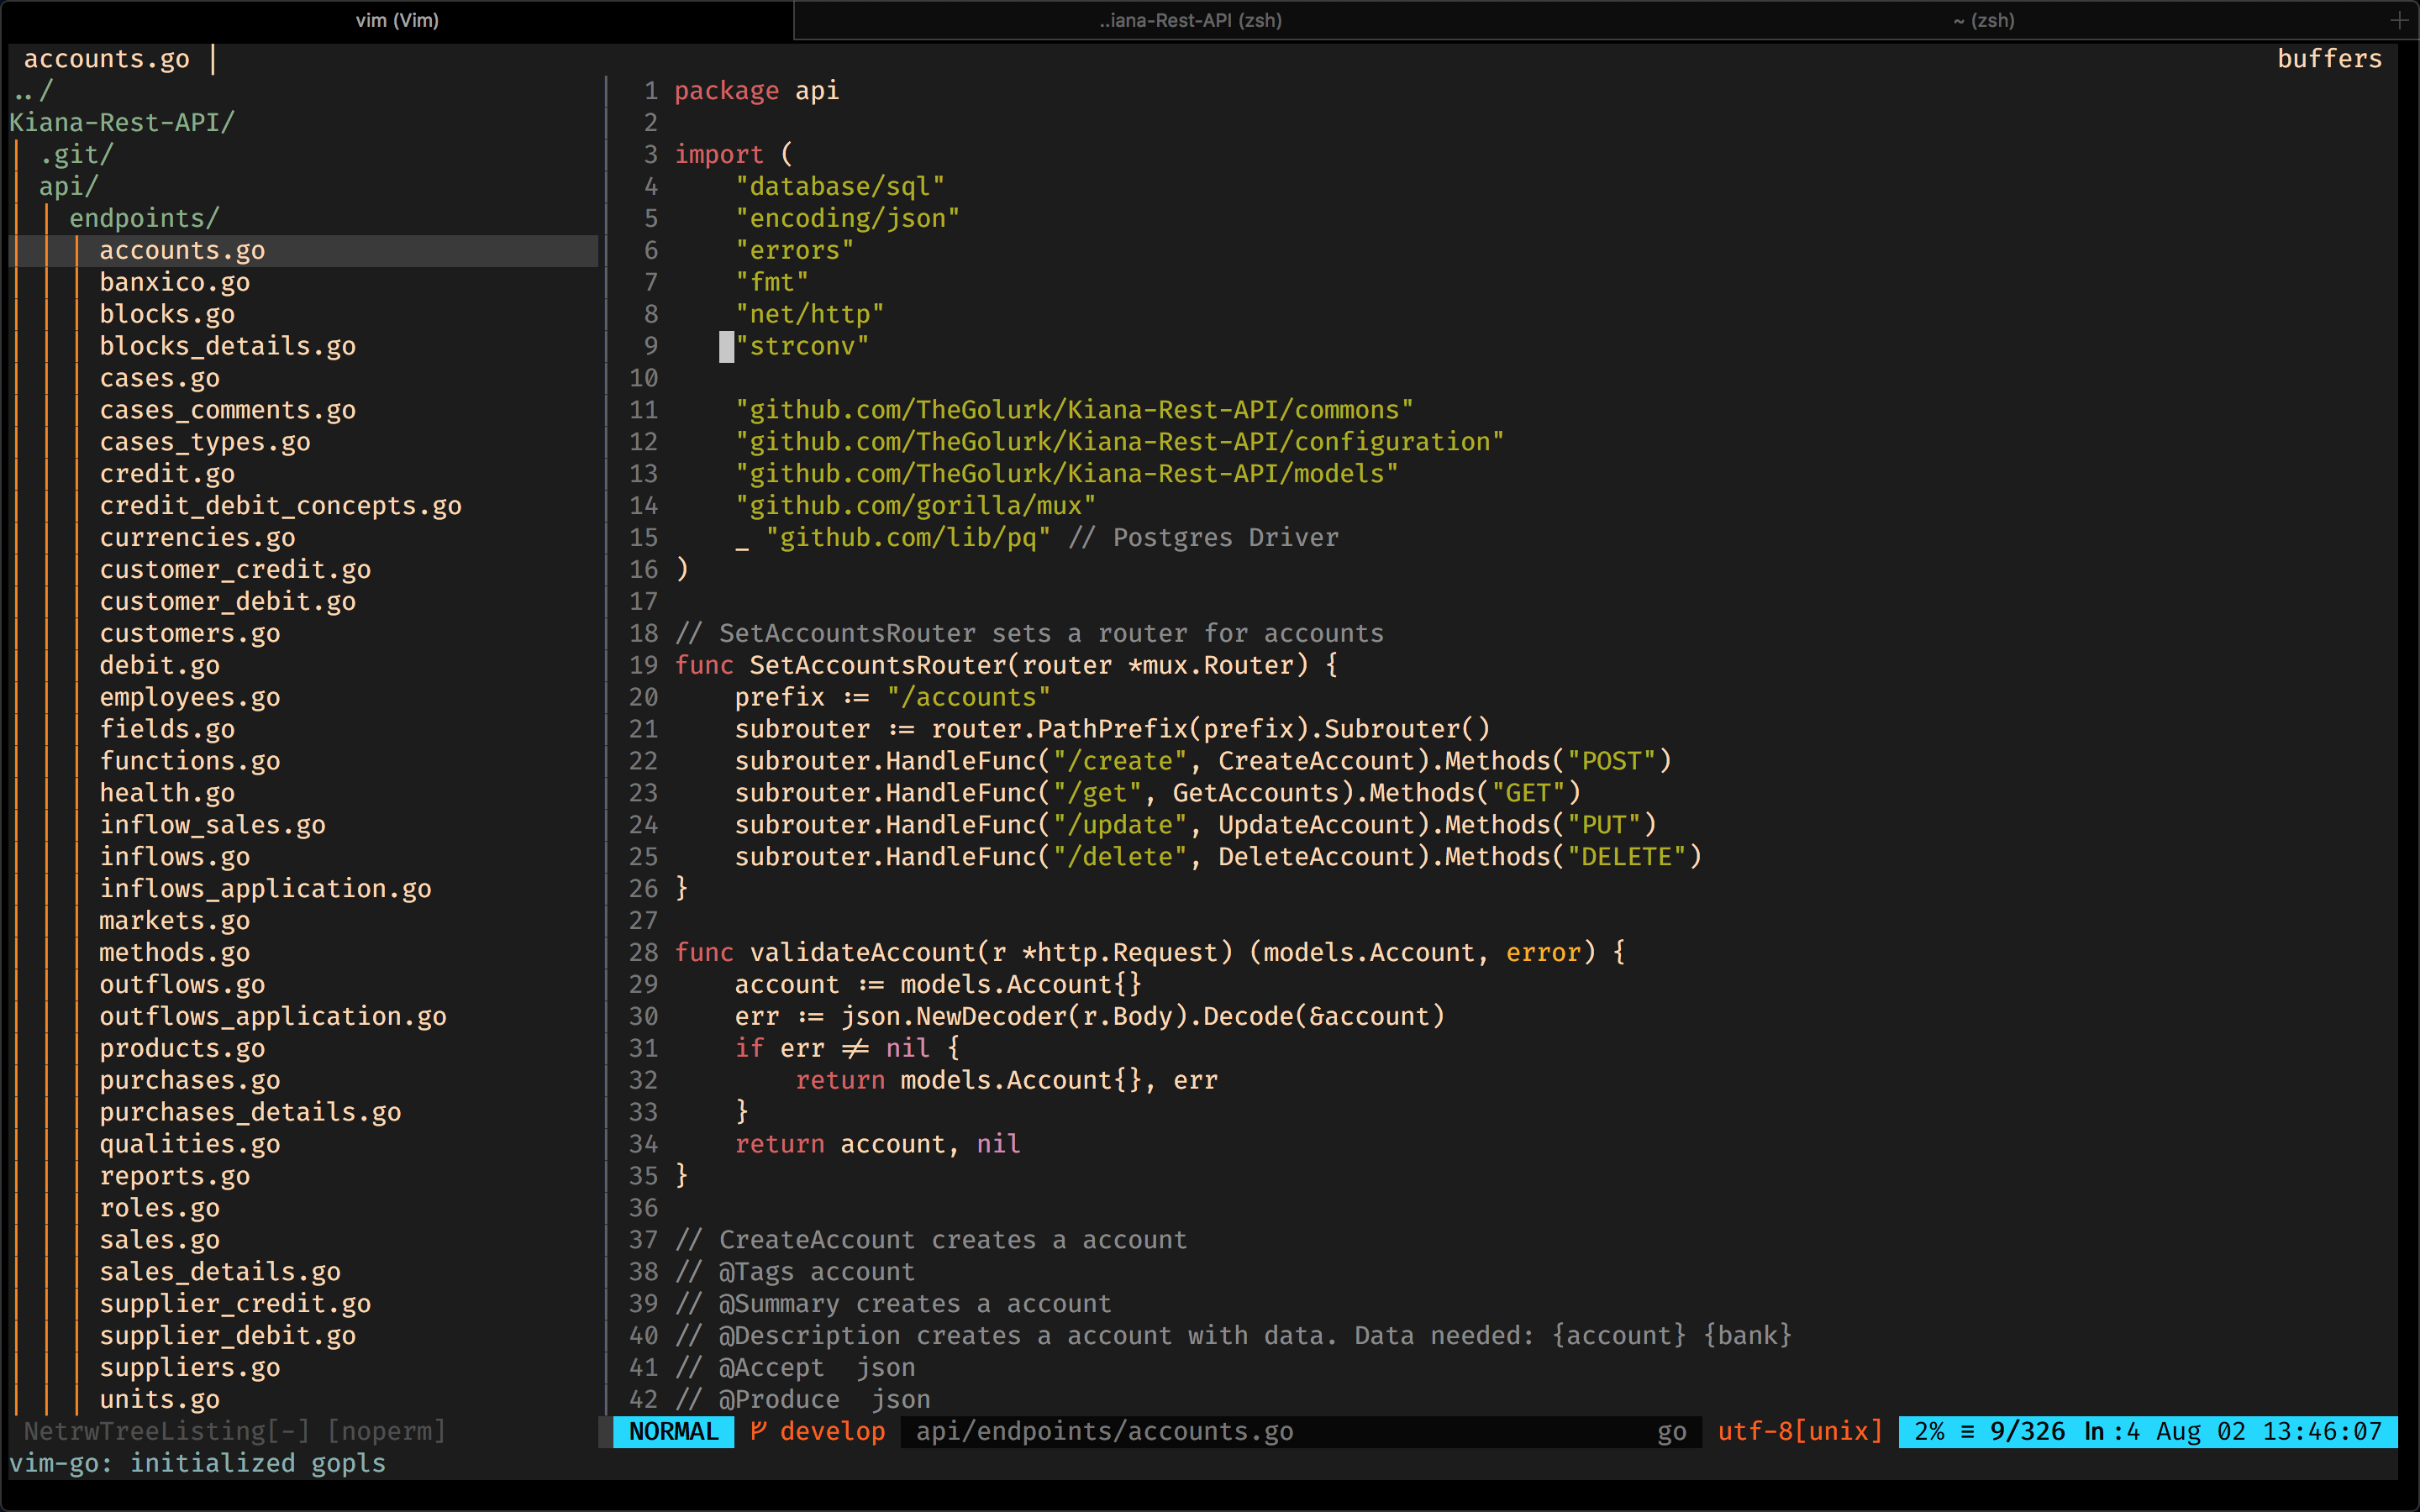 vim (Vim)
..iana-Rest-API (zsh)
~ (zsh)
+
accounts.go |
buffers
../
Kiana-Rest-API/
.git/
api/
endpoints/
accounts.go
banxico.go
blocks.go
blocks_details.go
cases.go
cases_comments.go
cases_types.go
credit.go
credit_debit_concepts.go
currencies.go
customer_credit.go
customer_debit.go
customers.go
debit.go
employees.go
fields.go
functions.go
health.go
inflow_sales.go
inflows.go
inflows_application.go
markets.go
methods.go
outflows.go
outflows_application.go
products.go
purchases.go
purchases_details.go
qualities.go
reports.go
roles.go
sales.go
sales_details.go
supplier_credit.go
supplier_debit.go
suppliers.go
units.go
NetrwTreeListing[-] [noperm]
1 package api
2
3 import (
4     "database/sql"
5     "encoding/json"
6     "errors"
7     "fmt"
8     "net/http"
9     "strconv"
10
11     "github.com/TheGolurk/Kiana-Rest-API/commons"
12     "github.com/TheGolurk/Kiana-Rest-API/configuration"
13     "github.com/TheGolurk/Kiana-Rest-API/models"
14     "github.com/gorilla/mux"
15     _ "github.com/lib/pq" // Postgres Driver
16 )
17
18 // SetAccountsRouter sets a router for accounts
19 func SetAccountsRouter(router *mux.Router) {
20     prefix := "/accounts"
21     subrouter := router.PathPrefix(prefix).Subrouter()
22     subrouter.HandleFunc("/create", CreateAccount).Methods("POST")
23     subrouter.HandleFunc("/get", GetAccounts).Methods("GET")
24     subrouter.HandleFunc("/update", UpdateAccount).Methods("PUT")
25     subrouter.HandleFunc("/delete", DeleteAccount).Methods("DELETE")
26 }
27
28 func validateAccount(r *http.Request) (models.Account, error) {
29     account := models.Account{}
30     err := json.NewDecoder(r.Body).Decode(&account)
31     if err != nil {
32         return models.Account{}, err
33     }
34     return account, nil
35 }
36
37 // CreateAccount creates a account
38 // @Tags account
39 // @Summary creates a account
40 // @Description creates a account with data. Data needed: {account} {bank}
41 // @Accept  json
42 // @Produce  json
NORMAL develop api/endpoints/accounts.go go utf-8[unix] 2% ≡ 9/326 ln :4 Aug 02 13:46:07
vim-go: initialized gopls